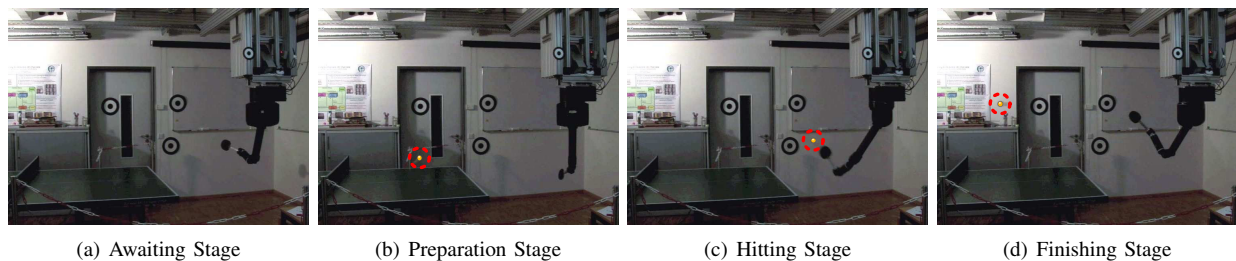 (a) Awaiting Stage
(b) Preparation Stage
(c) Hitting Stage
(d) Finishing Stage